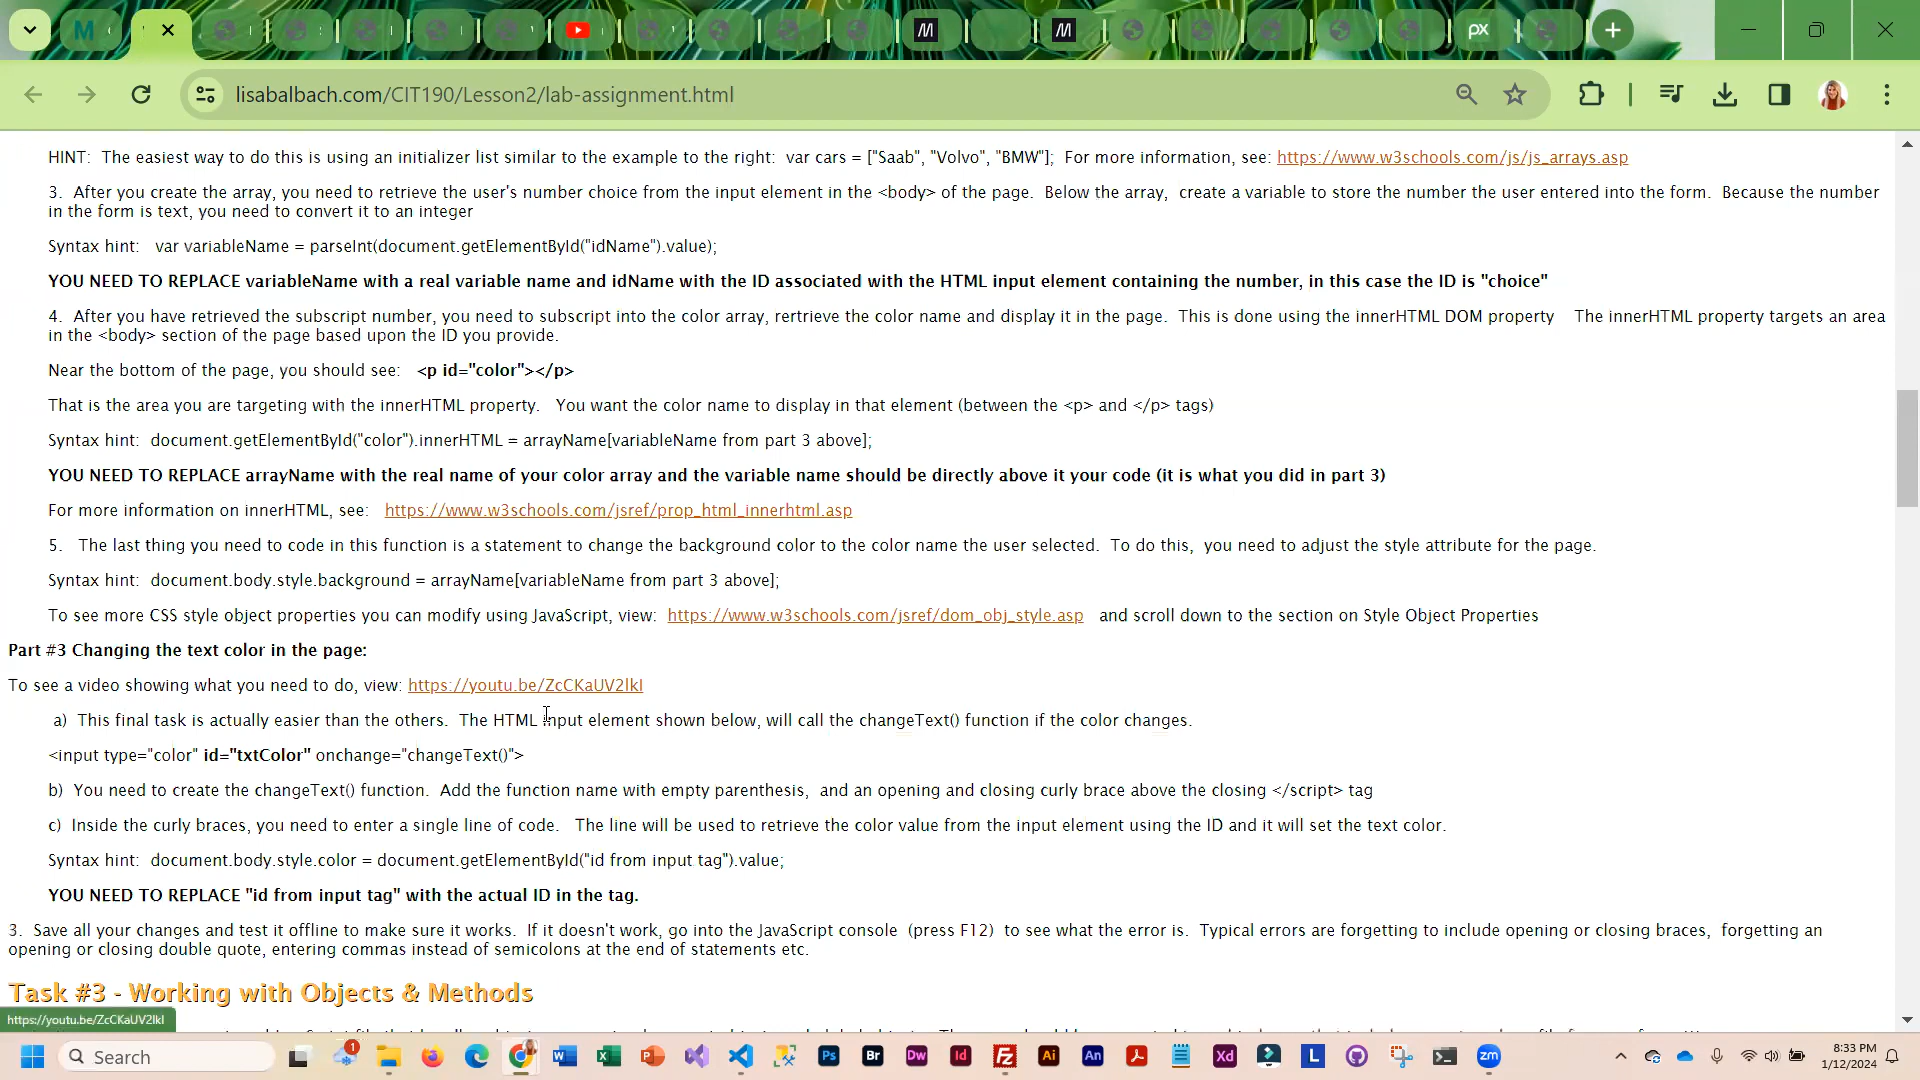 lisabalbach.com/CIT190/Lesson2/lab-assignment.html
HINT: The easiest way to do this is using an initializer list similar to the example to the right: var cars = ["Saab", "Volvo", "BMW"]; For more information, see: https://www.w3schools.com/js/js_arrays.asp
3. After you create the array, you need to retrieve the user's number choice from the input element in the <body> of the page. Below the array, create a variable to store the number the user entered into the form. Because the number
in the form is text, you need to convert it to an integer
Syntax hint: var variableName = parseInt(document.getElementById("idName").value);
YOU NEED TO REPLACE variableName with a real variable name and idName with the ID associated with the HTML input element containing the number, in this case the ID is "choice"
4. After you have retrieved the subscript number, you need to subscript into the color array, rertrieve the color name and display it in the page. This is done using the innerHTML DOM property The innerHTML property targets an area
in the <body> section of the page based upon the ID you provide.
Near the bottom of the page, you should see: <p id="color"></p>
That is the area you are targeting with the innerHTML property. You want the color name to display in that element (between the <p> and </p> tags)
Syntax hint: document.getElementById("color").innerHTML = arrayName[variableName from part 3 above];
YOU NEED TO REPLACE arrayName with the real name of your color array and the variable name should be directly above it your code (it is what you did in part 3)
For more information on innerHTML, see: https://www.w3schools.com/jsref/prop_html_innerhtml.asp
5. The last thing you need to code in this function is a statement to change the background color to the color name the user selected. To do this, you need to adjust the style attribute for the page.
Syntax hint: document.body.style.background = arrayName[variableName from part 3 above];
To see more CSS style object properties you can modify using JavaScript, view: https://www.w3schools.com/jsref/dom_obj_style.asp and scroll down to the section on Style Object Properties
Part #3 Changing the text color in the page:
To see a video showing what you need to do, view: https://youtu.be/ZcCKaUV2lkI
a) This final task is actually easier than the others. The HTML input element shown below, will call the changeText() function if the color changes.
<input type="color" id="txtColor" onchange="changeText()">
b) You need to create the changeText() function. Add the function name with empty parenthesis, and an opening and closing curly brace above the closing </script> tag
c) Inside the curly braces, you need to enter a single line of code. The line will be used to retrieve the color value from the input element using the ID and it will set the text color.
Syntax hint: document.body.style.color = document.getElementById("id from input tag").value;
YOU NEED TO REPLACE "id from input tag" with the actual ID in the tag.
3. Save all your changes and test it offline to make sure it works. If it doesn't work, go into the JavaScript console (press F12) to see what the error is. Typical errors are forgetting to include opening or closing braces, forgetting an
opening or closing double quote, entering commas instead of semicolons at the end of statements etc.
Task #3 - Working with Objects & Methods
https://youtu.be/ZcCKaUV2lkI
Search
8:33 PM
1/12/2024